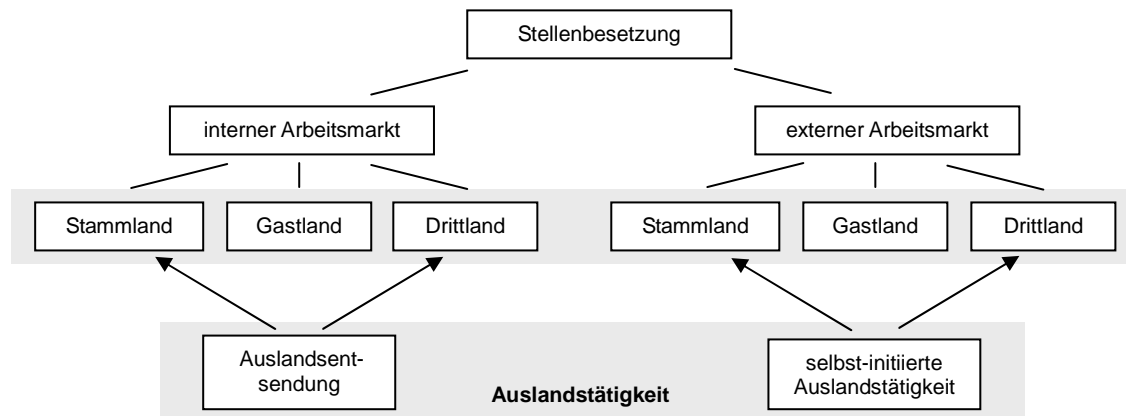 Stellenbesetzung
interner Arbeitsmarkt
externer Arbeitsmarkt
Stammland
Gastland
Drittland
Stammland
Gastland
Drittland
Auslandsent-
sendung
selbst-initiierte
Auslandstätigkeit
Auslandstätigkeit